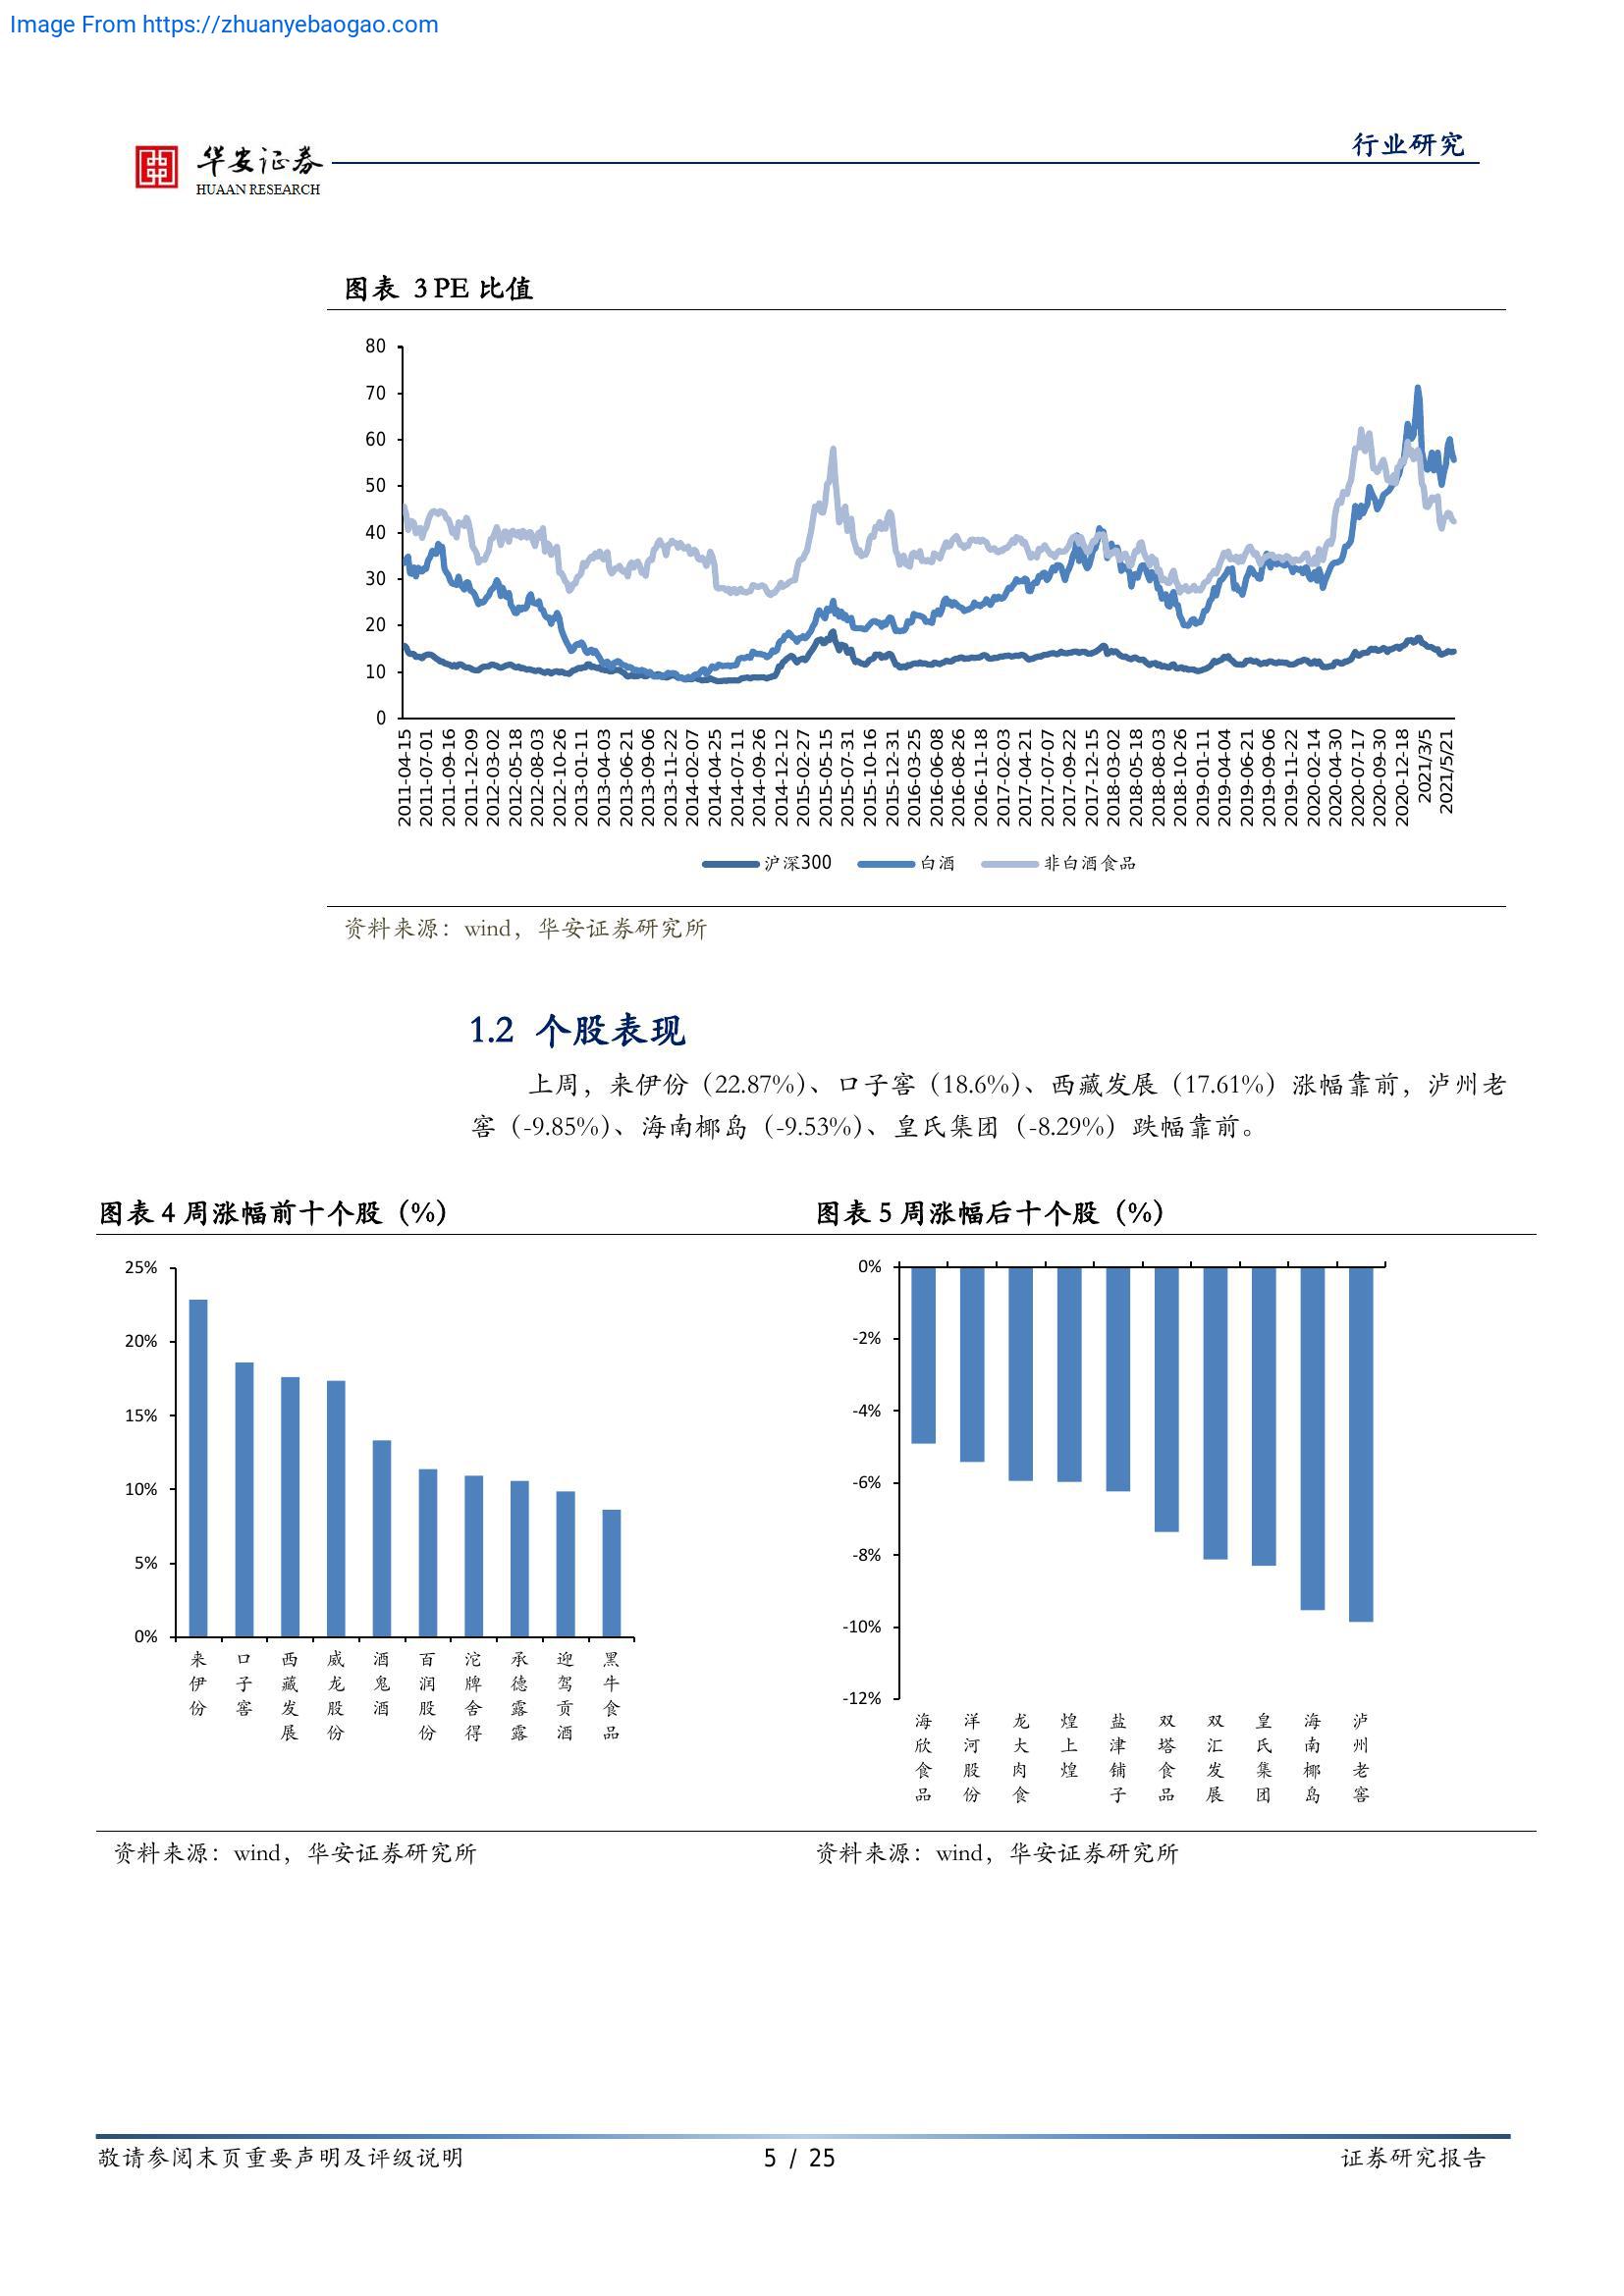 Image From https://zhuanyebaogao.com
华安证券
HUAAN RESEARCH
行业研究
图表 3 PE 比值
80
70
60
50
40
30
20
10
0
2011-04-15
2011-07-01
2011-09-16
2011-12-09
2012-03-02
2012-05-18
2012-08-03
2012-10-26
2013-01-11
2013-04-03
2013-06-21
2013-09-06
2013-11-22
2014-02-07
2014-04-25
2014-07-11
2014-09-26
2014-12-12
2015-02-27
2015-05-15
2015-07-31
2015-10-16
2015-12-31
2016-03-25
2016-06-08
2016-08-26
2016-11-18
2017-02-03
2017-04-21
2017-07-07
2017-09-22
2017-12-15
2018-03-02
2018-05-18
2018-08-03
2018-10-26
2019-01-11
2019-04-04
2019-06-21
2019-09-06
2019-11-22
2020-02-14
2020-04-30
2020-07-17
2020-09-30
2020-12-18
2021/3/5
2021/5/21
沪深300 白酒 非白酒食品
资料来源：wind，华安证券研究所
1.2 个股表现
上周，来伊份（22.87%）、口子窖（18.6%）、西藏发展（17.61%）涨幅靠前，泸州老
窖（-9.85%）、海南椰岛（-9.53%）、皇氏集团（-8.29%）跌幅靠前。
图表 4 周涨幅前十个股（%）
25%
20%
15%
10%
5%
0%
来伊份
口子窖
西藏发展
威龙股份
酒鬼酒
百润股份
沱牌舍得
承德露露
迎驾贡酒
黑牛食品
资料来源：wind，华安证券研究所
图表 5 周涨幅后十个股（%）
0%
-2%
-4%
-6%
-8%
-10%
-12%
海欣食品
洋河股份
龙大肉食
煌上煌
盐津铺子
双塔食品
双汇发展
皇氏集团
海南椰岛
泸州老窖
资料来源：wind，华安证券研究所
敬请参阅末页重要声明及评级说明
5 / 25
证券研究报告